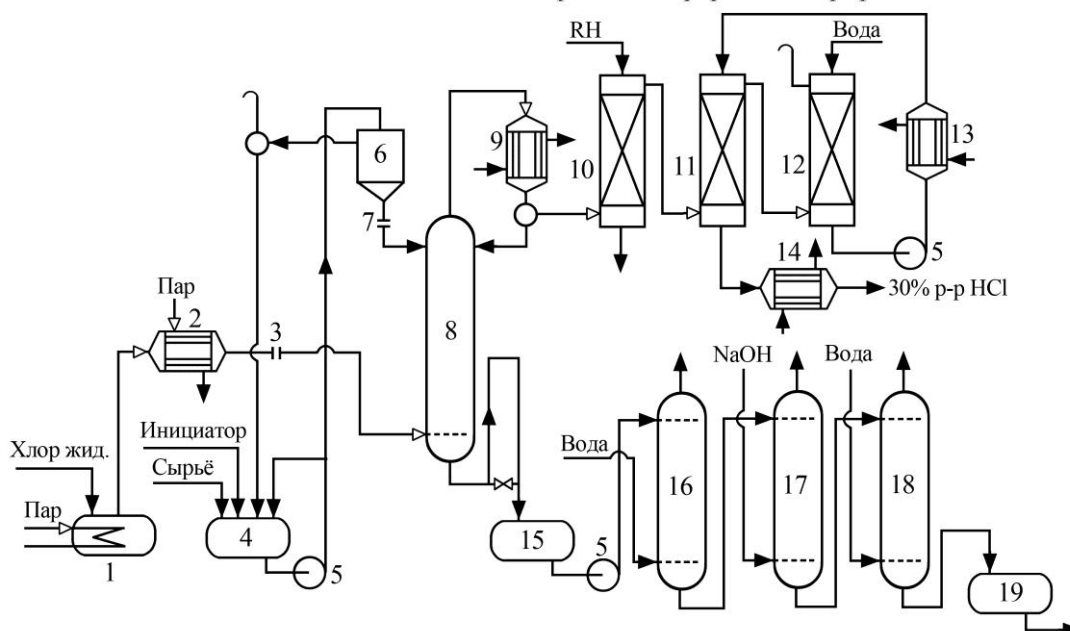 RH
Вода
6
9
10
11
12
13
7
5
14
30% р-р HCl
Пар
2
3
8
NaOH
Вода
Хлор жид.
Инициатор
Сырьё
Вода
Пар
4
1
5
15
5
16
17
18
19